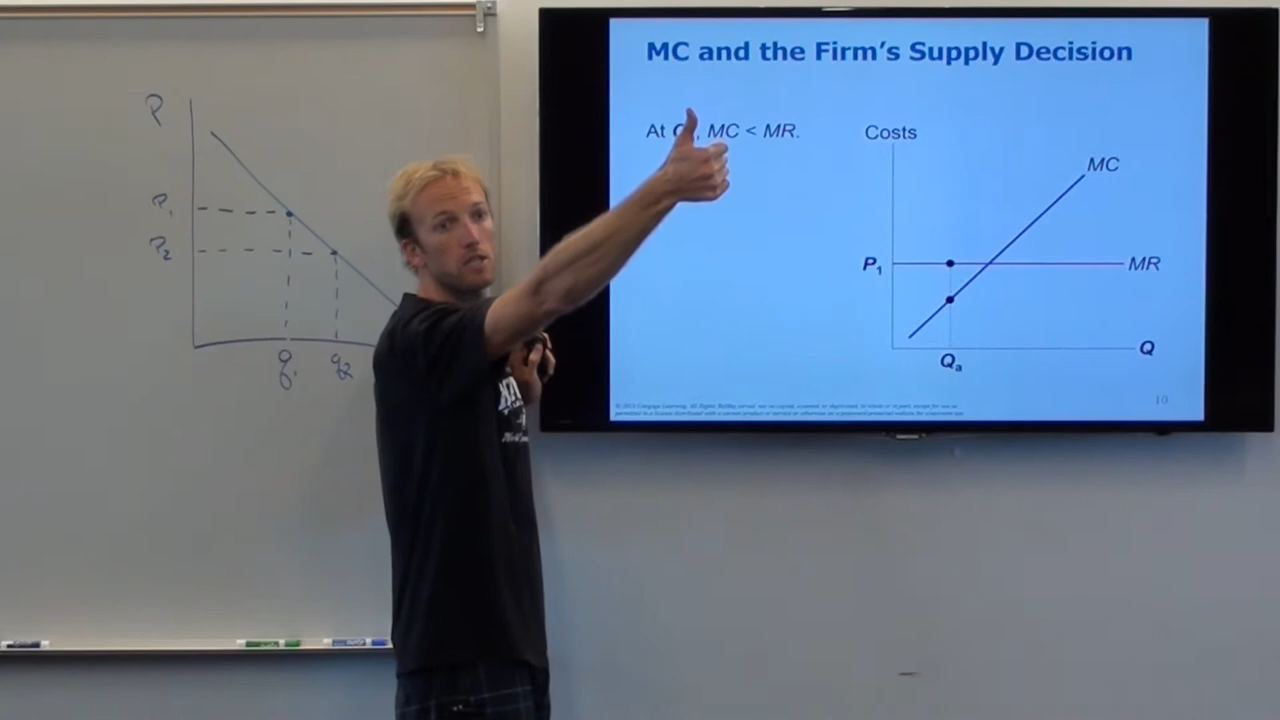 P
P₁
P₂
q₁
q₂
MC and the Firm's Supply Decision
At , MC < MR.
Costs
MC
P₁
MR
Qₐ
Q
10